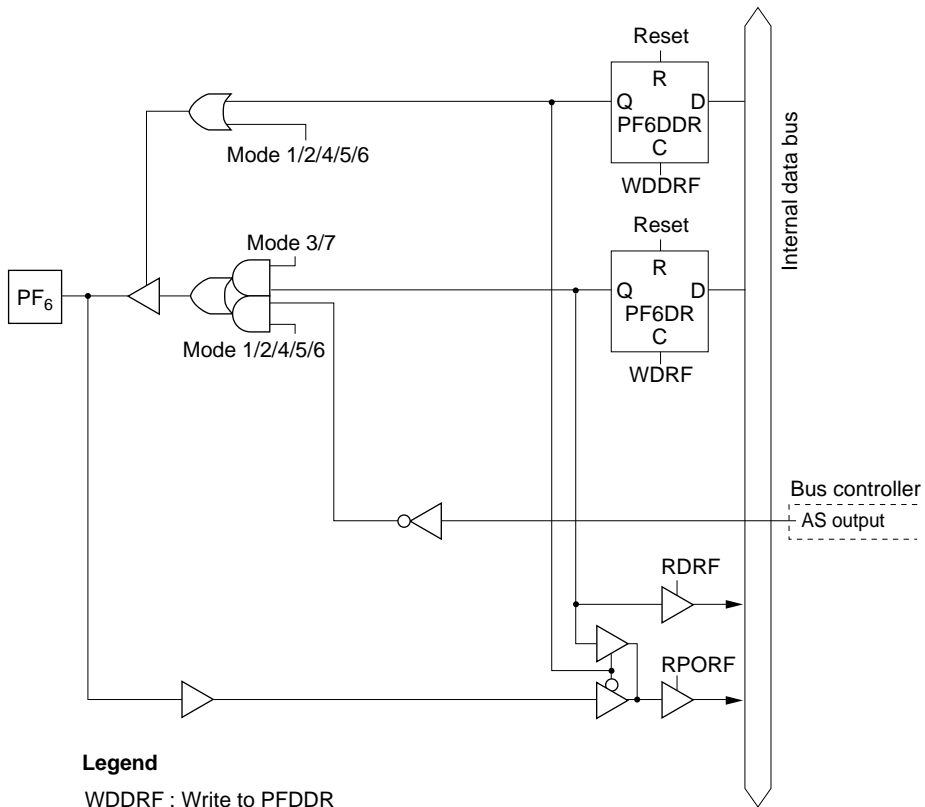 Reset
R
Q D
PF6DDR
C
WDDRF
Mode 1/2/4/5/6
Internal data bus
Reset
R
Q D
PF6DR
C
WDRF
Mode 3/7
PF6
Mode 1/2/4/5/6
Bus controller
AS output
RDRF
RPORF
Legend
WDDRF : Write to PFDDR